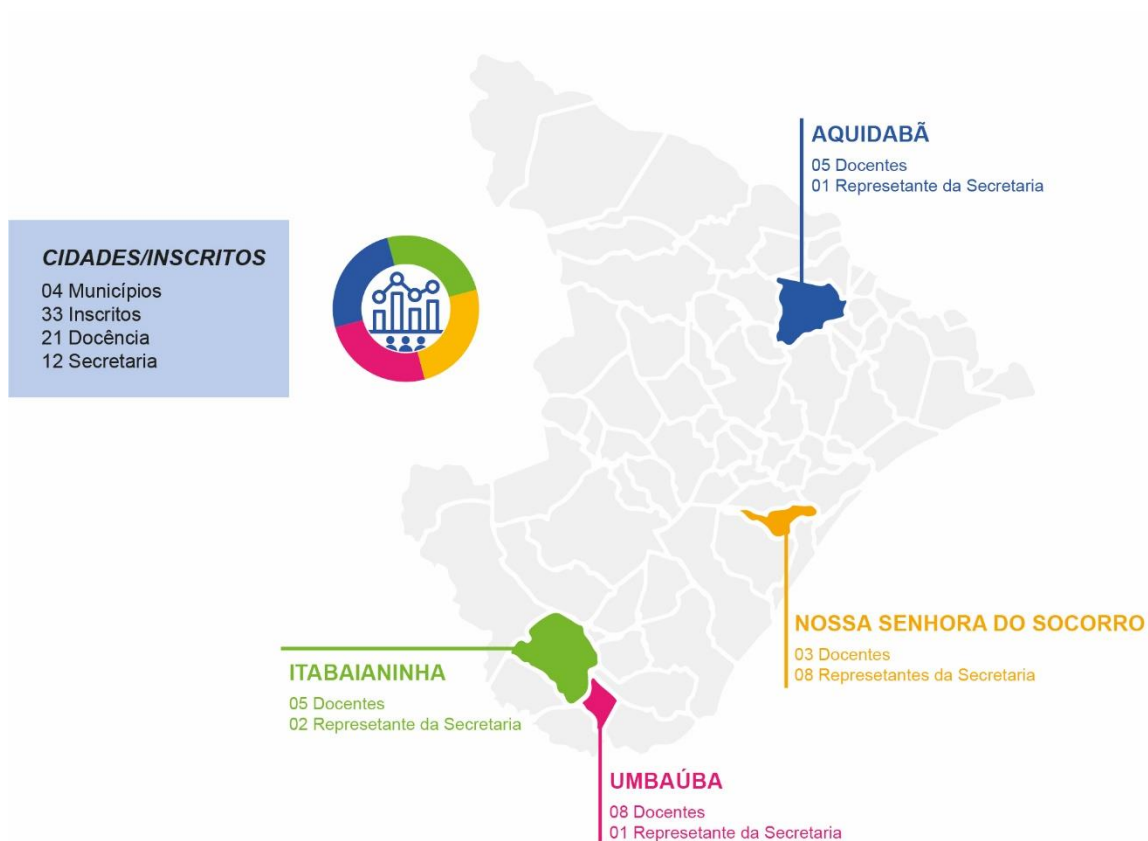 AQUIDABÃ
05 Docentes
01 Represetante da Secretaria
CIDADES/INSCRITOS
04 Municípios
33 Inscritos
21 Docência
12 Secretaria
NOSSA SENHORA DO SOCORRO
03 Docentes
08 Represetantes da Secretaria
ITABAIANINHA
05 Docentes
02 Represetante da Secretaria
UMBAÚBA
08 Docentes
01 Represetante da Secretaria